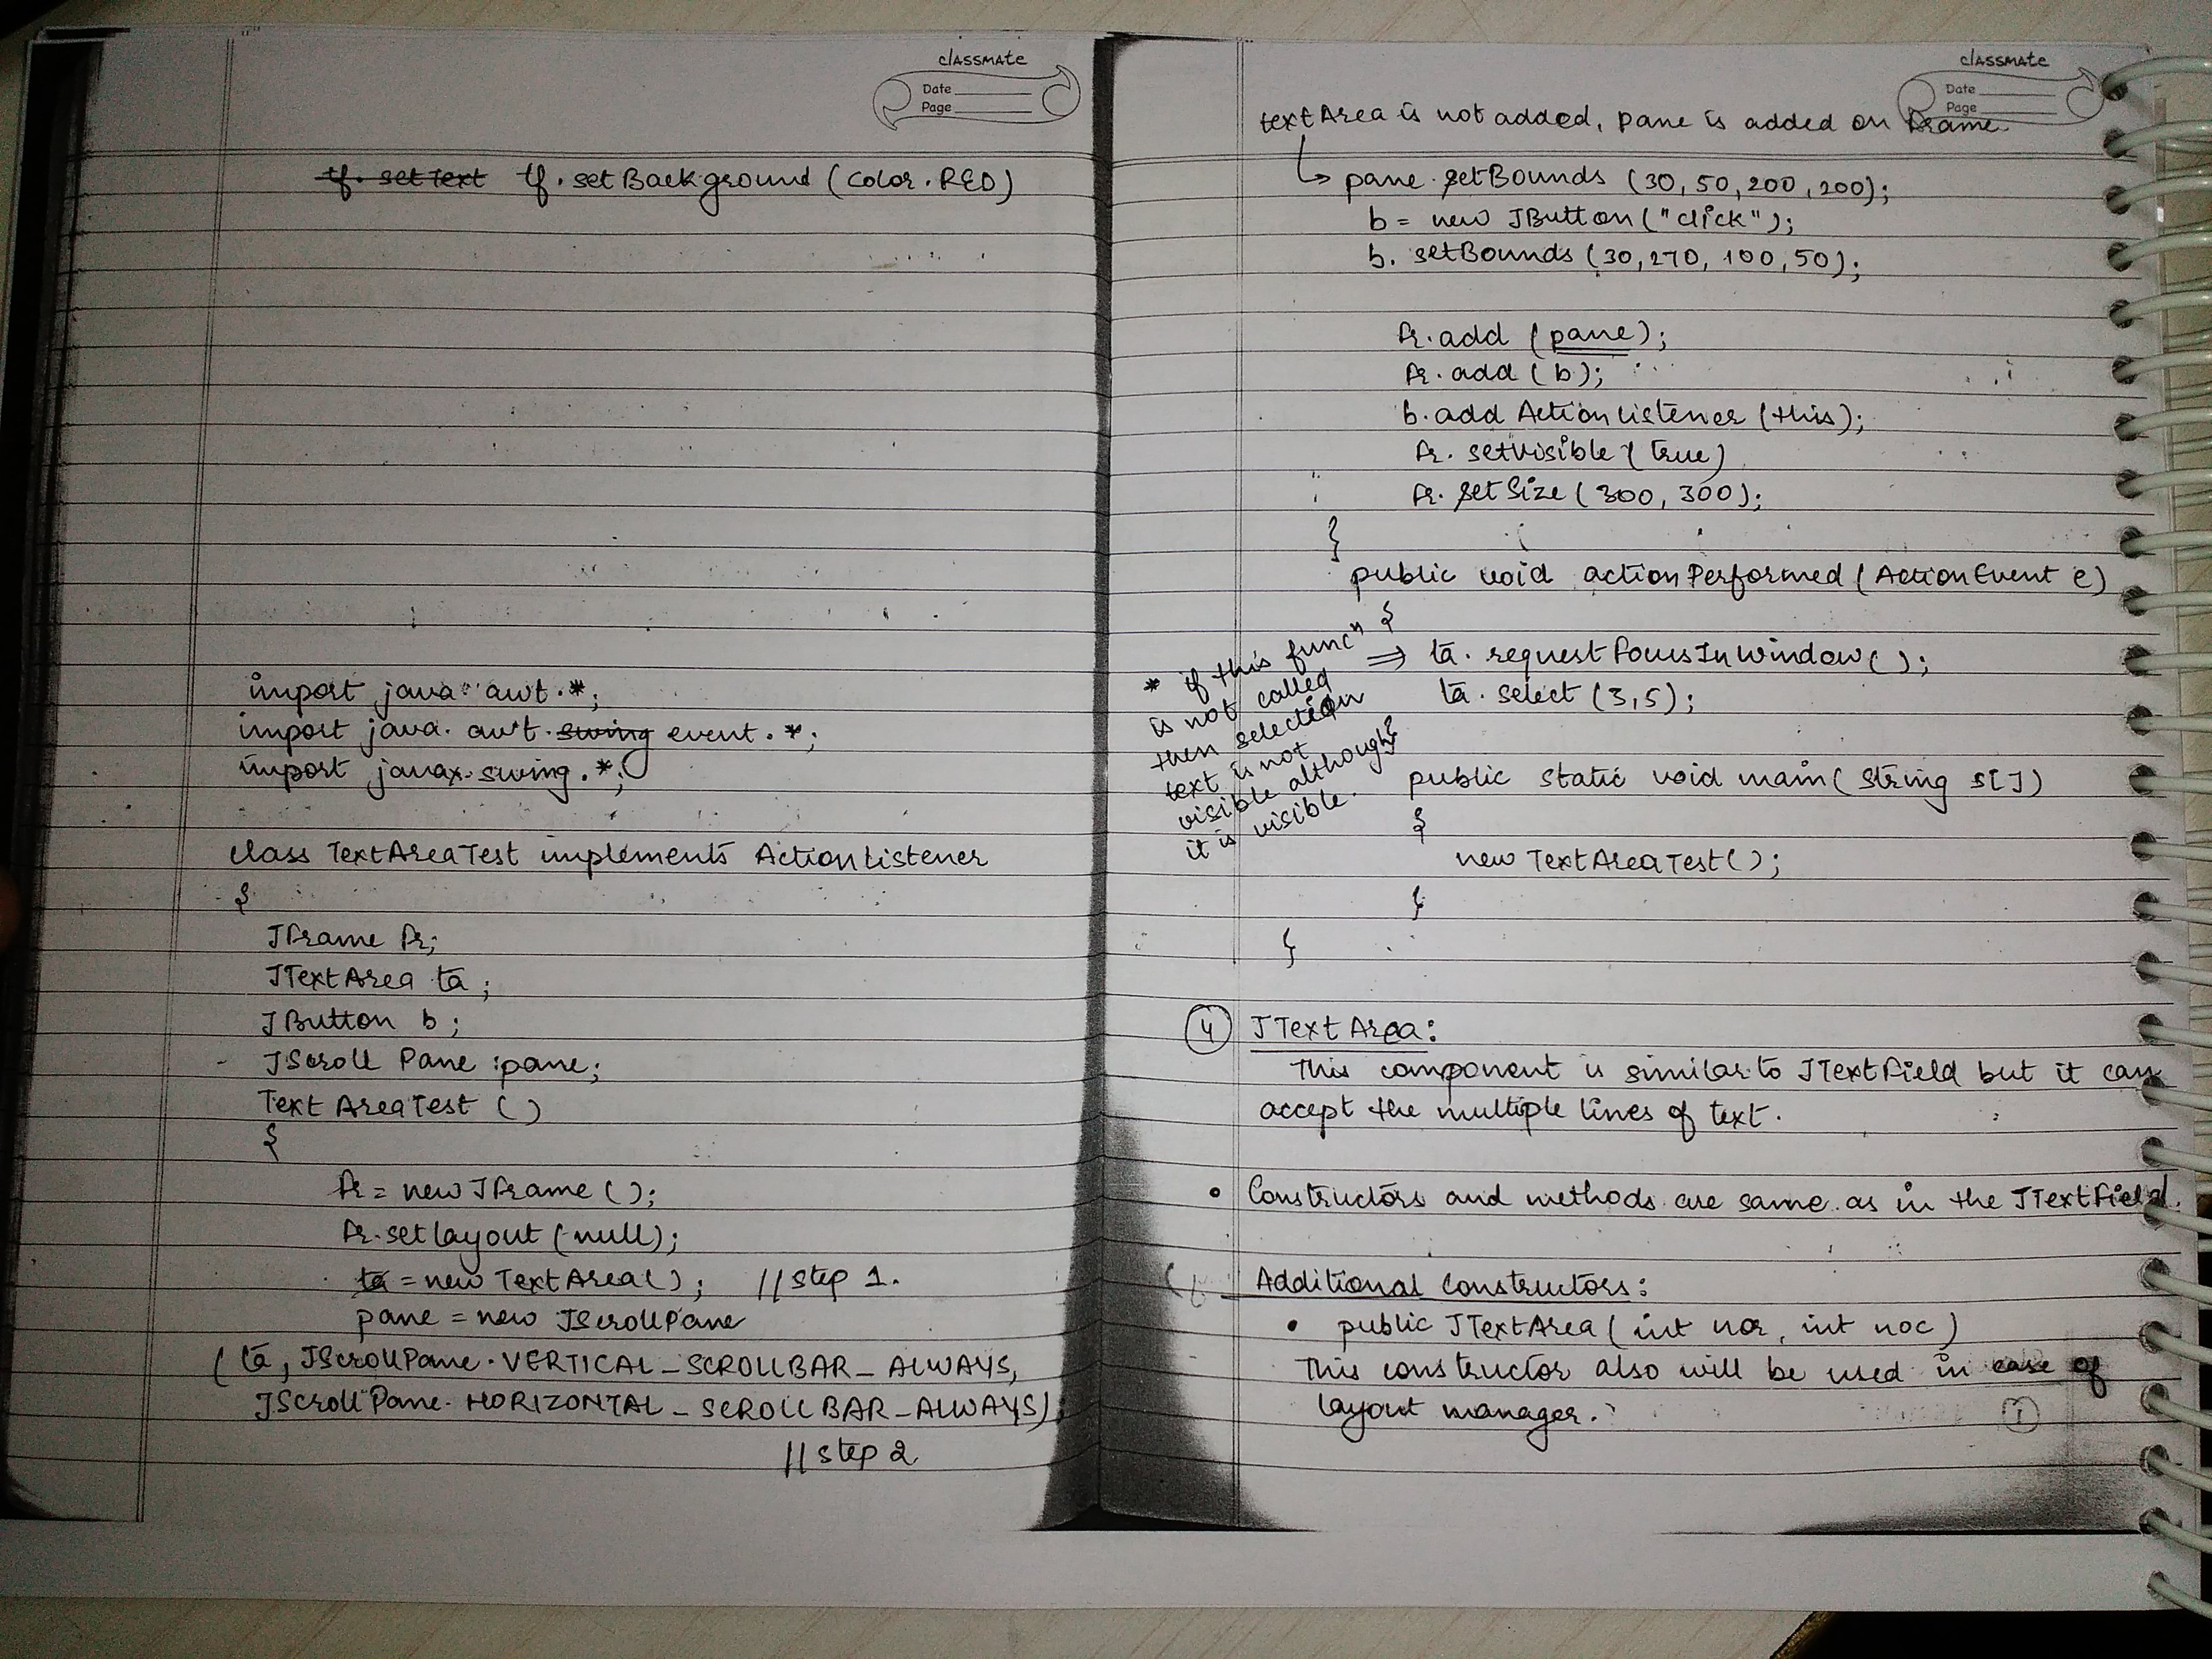 classmate
Date
Page
tf. setText tf.setBackground (Color.RED)
import java.awt.*;
import java.awt.swing event.*;
import javax.swing.*;
class TextAreaTest implements ActionListener
{
JFrame fr;
JTextArea ta;
JButton b;
JScroll Pane pane;
Text AreaTest ()
{
fr = new JFrame ();
fr.setlayout (null);
ta = new TextArea(); //step 1.
pane = new JScrollPane
(ta, JScrollPane.VERTICAL_SCROLLBAR_ALWAYS,
JScrollPane.HORIZONTAL_SCROLLBAR_ALWAYS);
//step 2
classmate
Date
Page
textArea is not added, pane is added on frame.
pane.setBounds (30, 50, 200, 200);
b = new JButton ("click");
b. setBounds (30, 270, 100, 50);
fr.add (pane);
fr.add (b);
b.add ActionListener (this);
fr. setVisible (true)
fr. setSize (300, 300);
}
public void actionPerformed (ActionEvent e)
{
⇒ ta. requestFocusInWindow();
ta. select (3,5);
}
* if this funcⁿ
is not called
then selection
text is not
visible although
it is visible.
public static void main( String s[])
{
new TextAreaTest();
}
}
4 JTextArea:
This component is similar to JTextField but it can
accept the multiple lines of text.
• Constructors and methods are same as in the JTextField.
Additional Constructors:
• public JTextArea (int nor, int noc)
This constructor also will be used in case of
layout manager.